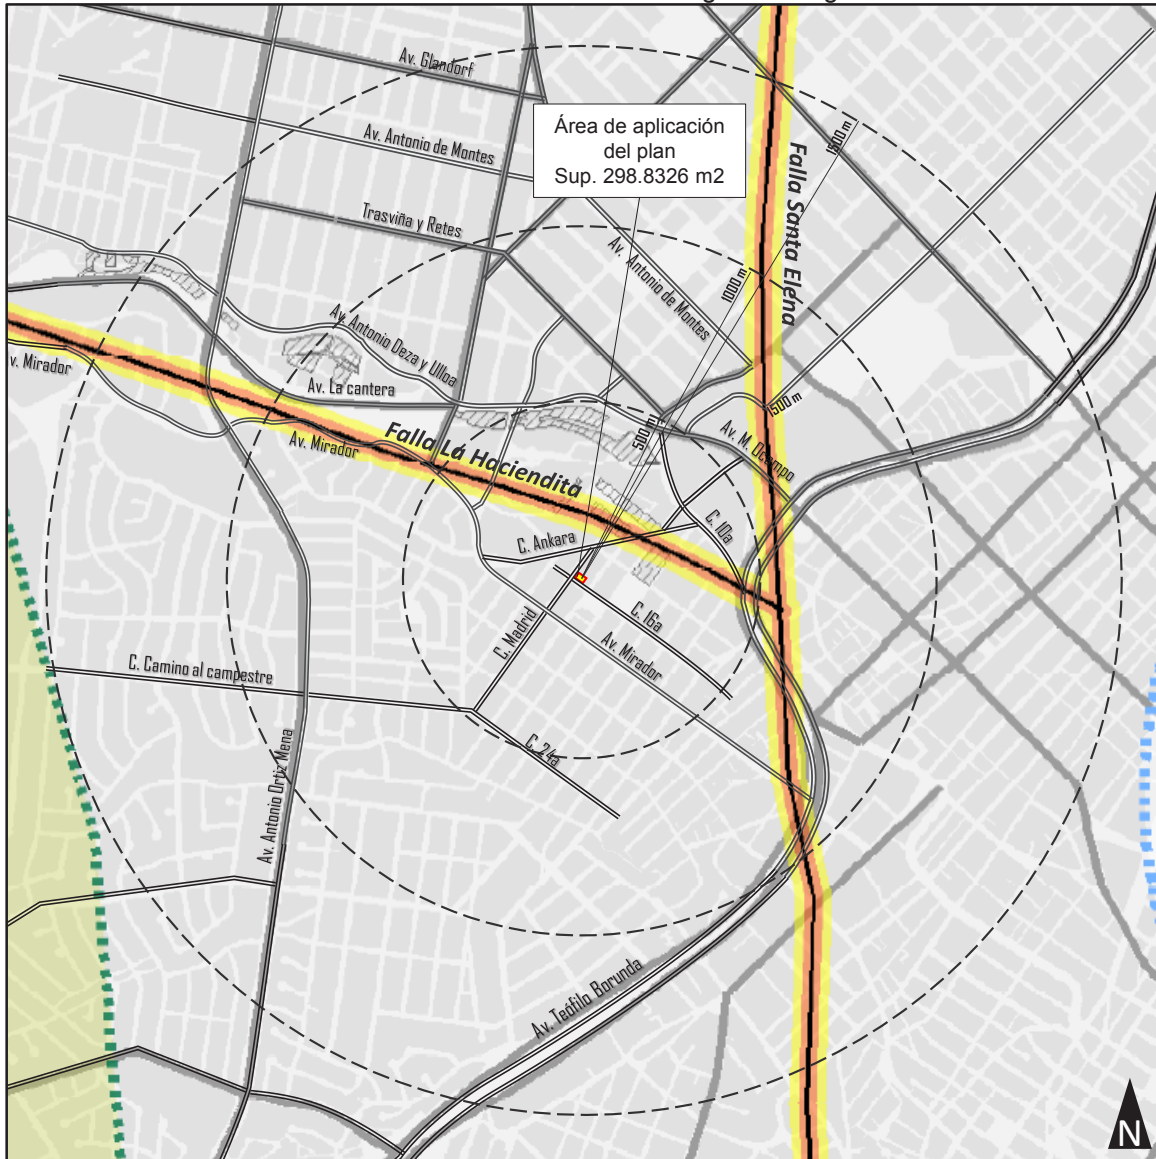 Av. Glandorf
Av. Antonio de Montes
Área de aplicación
del plan
Sup. 298.8326 m2
1500 m
Falla Santa Elena
Trasviña y Retes
Av. Antonio de Montes
1000 m
Av. Antonio Deza y Ulloa
v. Mirador
Av. La cantera
1500 m
500 m
Av. Mirador
Falla La Haciendita
Av. M. Ocampo
C. 10a
C. Ankara
C. 16a
C. Madrid
Av. Mirador
C. Camino al campestre
C. 24a
Av. Antonio Ortiz Mena
Av. Teófilo Borunda
N